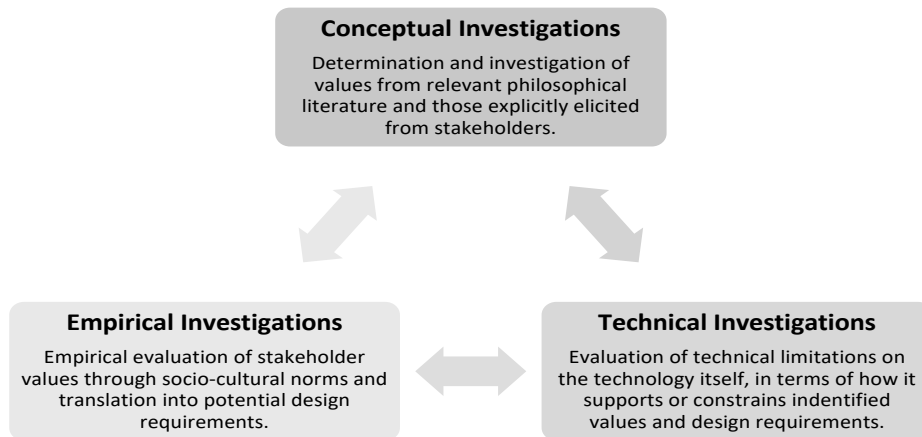 Conceptual Investigations
Determination and investigation of
values from relevant philosophical
literature and those explicitly elicited
from stakeholders.
Empirical Investigations
Empirical evaluation of stakeholder
values through socio-cultural norms and
translation into potential design
requirements.
Technical Investigations
Evaluation of technical limitations on
the technology itself, in terms of how it
supports or constrains indentified
values and design requirements.